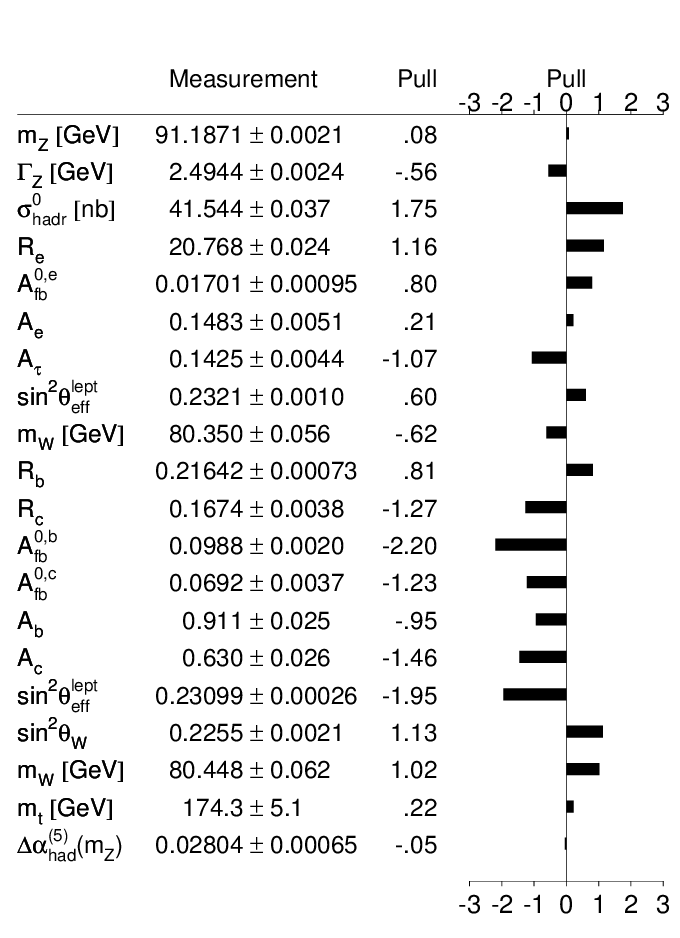 Measurement Pull Pull
-3 -2 -1 0 1 2 3
m_Z [GeV] 91.1871 ± 0.0021 .08
Γ_Z [GeV] 2.4944 ± 0.0024 -.56
σ^0_hadr [nb] 41.544 ± 0.037 1.75
R_e 20.768 ± 0.024 1.16
A^0,e_fb 0.01701 ± 0.00095 .80
A_e 0.1483 ± 0.0051 .21
A_τ 0.1425 ± 0.0044 -1.07
sin^2θ^lept_eff 0.2321 ± 0.0010 .60
m_W [GeV] 80.350 ± 0.056 -.62
R_b 0.21642 ± 0.00073 .81
R_c 0.1674 ± 0.0038 -1.27
A^0,b_fb 0.0988 ± 0.0020 -2.20
A^0,c_fb 0.0692 ± 0.0037 -1.23
A_b 0.911 ± 0.025 -.95
A_c 0.630 ± 0.026 -1.46
sin^2θ^lept_eff 0.23099 ± 0.00026 -1.95
sin^2θ_W 0.2255 ± 0.0021 1.13
m_W [GeV] 80.448 ± 0.062 1.02
m_t [GeV] 174.3 ± 5.1 .22
Δα^(5)_had(m_Z) 0.02804 ± 0.00065 -.05
-3 -2 -1 0 1 2 3